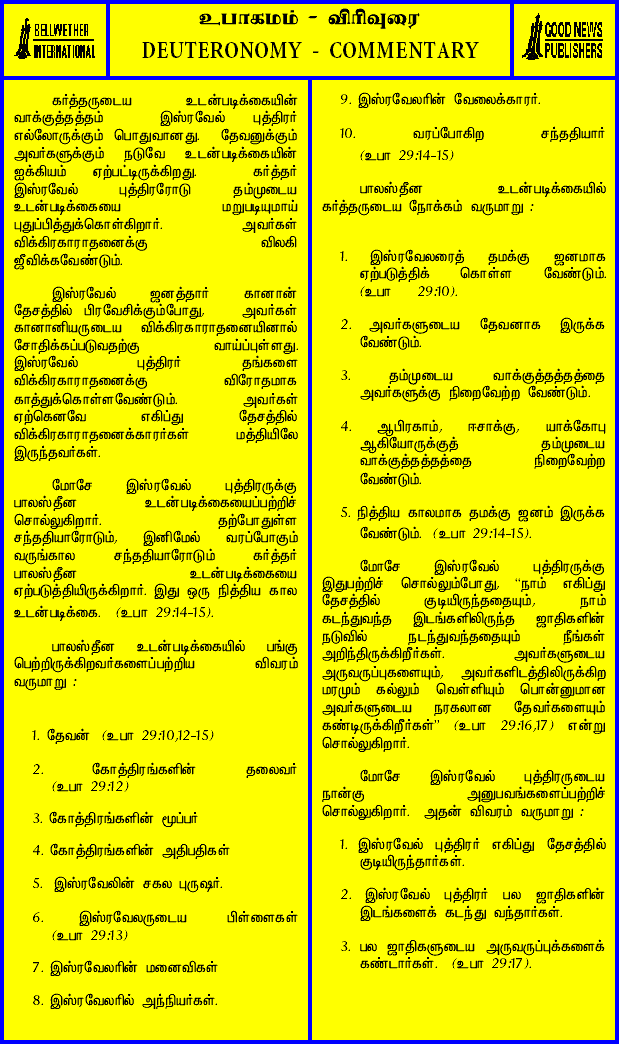 BELLWETHER
INTERNATIONAL
உபாகமம் - விரிவுரை
DEUTERONOMY - COMMENTARY
GOOD NEWS
PUBLISHERS
கர்த்தருடைய உடன்படிக்கையின்
வாக்குத்தத்தம் இஸ்ரவேல் புத்திரர்
எல்லோருக்கும் பொதுவானது. தேவனுக்கும்
அவர்களுக்கும் நடுவே உடன்படிக்கையின்
ஐக்கியம் ஏற்பட்டிருக்கிறது. கர்த்தர்
இஸ்ரவேல் புத்திரரோடு தம்முடைய
உடன்படிக்கையை மறுபடியுமாய்
புதுப்பித்துக்கொள்கிறார். அவர்கள்
விக்கிரகாராதனைக்கு விலகி
ஜீவிக்கவேண்டும்.
இஸ்ரவேல் ஜனத்தார் கானான்
தேசத்தில் பிரவேசிக்கும்போது, அவர்கள்
கானானியருடைய விக்கிரகாராதனையினால்
சோதிக்கப்படுவதற்கு வாய்ப்புள்ளது.
இஸ்ரவேல் புத்திரர் தங்களை
விக்கிரகாராதனைக்கு விரோதமாக
காத்துக்கொள்ளவேண்டும். அவர்கள்
ஏற்கெனவே எகிப்து தேசத்தில்
விக்கிரகாராதனைக்காரர்கள் மத்தியிலே
இருந்தவர்கள்.
மோசே இஸ்ரவேல் புத்திரருக்கு
பாலஸ்தீன உடன்படிக்கையைப்பற்றிச்
சொல்லுகிறார். தற்போதுள்ள
சந்ததியாரோடும், இனிமேல் வரப்போகும்
வருங்கால சந்ததியாரோடும் கர்த்தர்
பாலஸ்தீன உடன்படிக்கையை
ஏற்படுத்தியிருக்கிறார். இது ஒரு நித்திய கால
உடன்படிக்கை. (உபா 29:14-15).
பாலஸ்தீன உடன்படிக்கையில் பங்கு
பெற்றிருக்கிறவர்களைப்பற்றிய விவரம்
வருமாறு :
1. தேவன் (உபா 29:10,12-15)
2. கோத்திரங்களின் தலைவர்
(உபா 29:12)
3. கோத்திரங்களின் மூப்பர்
4. கோத்திரங்களின் அதிபதிகள்
5. இஸ்ரவேலின் சகல புருஷர்.
6. இஸ்ரவேலருடைய பிள்ளைகள்
(உபா 29:13)
7. இஸ்ரவேலரின் மனைவிகள்
8. இஸ்ரவேலரில் அந்நியர்கள்.
9. இஸ்ரவேலரின் வேலைக்காரர்.
10. வரப்போகிற சந்ததியார்
(உபா 29:14-15)
பாலஸ்தீன உடன்படிக்கையில்
கர்த்தருடைய நோக்கம் வருமாறு :
1. இஸ்ரவேலரைத் தமக்கு ஜனமாக
ஏற்படுத்திக் கொள்ள வேண்டும்.
(உபா 29:10).
2. அவர்களுடைய தேவனாக இருக்க
வேண்டும்.
3. தம்முடைய வாக்குத்தத்தத்தை
அவர்களுக்கு நிறைவேற்ற வேண்டும்.
4. ஆபிரகாம், ஈசாக்கு, யாக்கோபு
ஆகியோருக்குத் தம்முடைய
வாக்குத்தத்தத்தை நிறைவேற்ற
வேண்டும்.
5. நித்திய காலமாக தமக்கு ஜனம் இருக்க
வேண்டும். (உபா 29:14-15).
மோசே இஸ்ரவேல் புத்திரருக்கு
இதுபற்றிச் சொல்லும்போது, "நாம் எகிப்து
தேசத்தில் குடியிருந்ததையும், நாம்
கடந்துவந்த இடங்களிலிருந்த ஜாதிகளின்
நடுவில் நடந்துவந்ததையும் நீங்கள்
அறிந்திருக்கிறீர்கள். அவர்களுடைய
அருவருப்புகளையும், அவர்களிடத்திலிருக்கிற
மரமும் கல்லும் வெள்ளியும் பொன்னுமான
அவர்களுடைய நரகலான தேவர்களையும்
கண்டிருக்கிறீர்கள்" (உபா 29:16,17) என்று
சொல்லுகிறார்.
மோசே இஸ்ரவேல் புத்திரருடைய
நான்கு அனுபவங்களைப்பற்றிச்
சொல்லுகிறார். அதன் விவரம் வருமாறு :
1. இஸ்ரவேல் புத்திரர் எகிப்து தேசத்தில்
குடியிருந்தார்கள்.
2. இஸ்ரவேல் புத்திரர் பல ஜாதிகளின்
இடங்களைக் கடந்து வந்தார்கள்.
3. பல ஜாதிகளுடைய அருவருப்புக்களைக்
கண்டார்கள். (உபா 29:17).